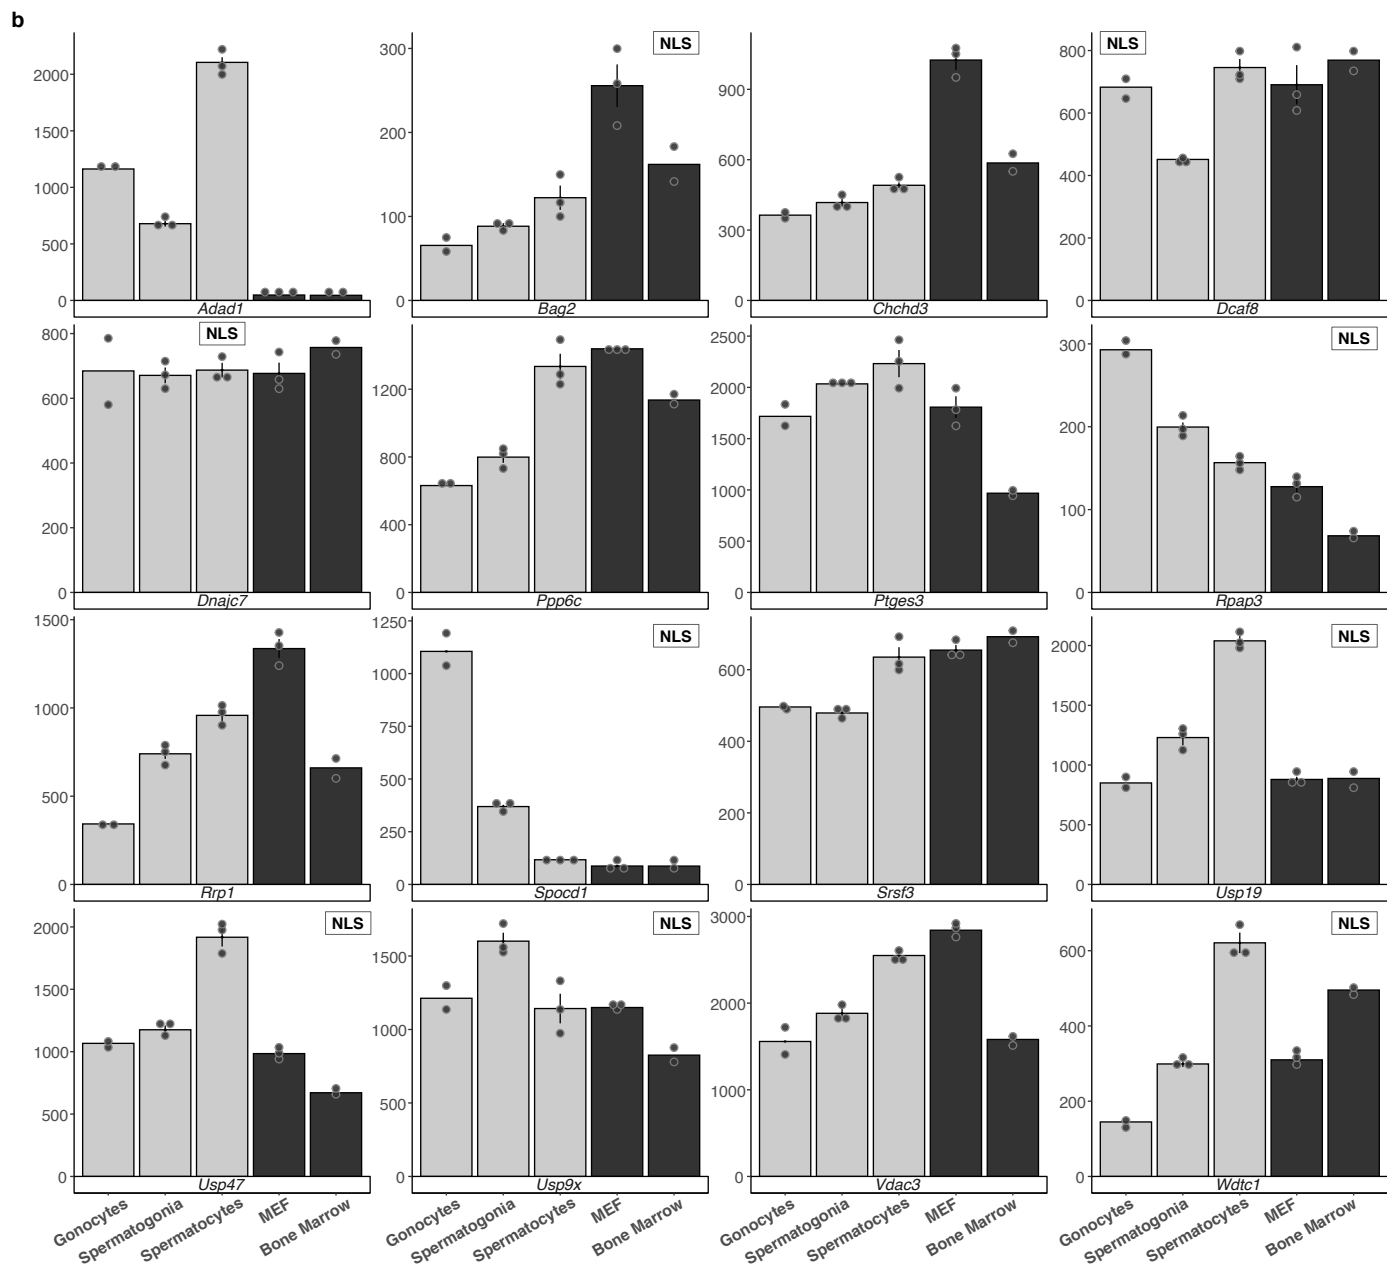 b
NLS
NLS
2000
1500
1000
500
0
300
200
100
0
900
600
300
0
800
600
400
200
0
Adad1
Bag2
Chchd3
Dcaf8
NLS
NLS
800
600
400
200
0
1200
800
400
0
2500
2000
1500
1000
500
0
300
200
100
0
Dnajc7
Ppp6c
Ptges3
Rpap3
NLS
NLS
1500
1000
500
0
1250
1000
750
500
250
0
600
400
200
0
2000
1500
1000
500
0
Rrp1
Spocd1
Srsf3
Usp19
NLS
NLS
NLS
2000
1500
1000
500
0
1500
1000
500
0
3000
2000
1000
0
600
400
200
0
Usp47
Usp9x
Vdac3
Wdtc1
Gonocytes
Spermatogonia
Spermatocytes
MEF
Bone Marrow
Gonocytes
Spermatogonia
Spermatocytes
MEF
Bone Marrow
Gonocytes
Spermatogonia
Spermatocytes
MEF
Bone Marrow
Gonocytes
Spermatogonia
Spermatocytes
MEF
Bone Marrow